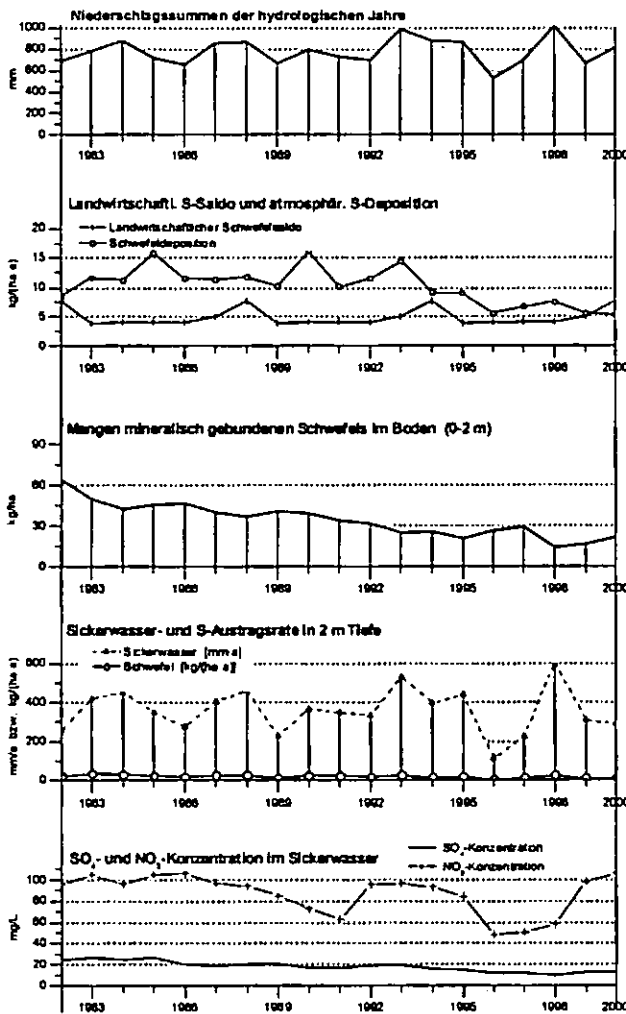 Niederschlagssummen der hydrologischen Jahre
1000
800
600
400
200
0
mm
1983 1986 1989 1992 1995 1998 2000
Landwirtschaftl. S-Saldo und atmosphär. S-Deposition
20
15
10
5
0
kg/(ha a)
Landwirtschaftlicher Schwefelsaldo
Schwefeldeposition
1983 1986 1989 1992 1995 1998 2000
Mengen mineralisch gebundenen Schwefels im Boden (0-2 m)
90
60
30
0
kg/ha
1983 1986 1989 1992 1995 1998 2000
Sickerwasser- und S-Austragsrate in 2 m Tiefe
600
400
200
0
mm/a bzw. kg/(ha a)
Sickerwasser [mm/a]
Schwefel [kg/(ha a)]
1983 1986 1989 1992 1995 1998 2000
SO₄- und NO₃-Konzentration im Sickerwasser
SO₄-Konzentration
NO₃-Konzentration
100
80
60
40
20
0
mg/L
1983 1986 1989 1992 1995 1998 2000